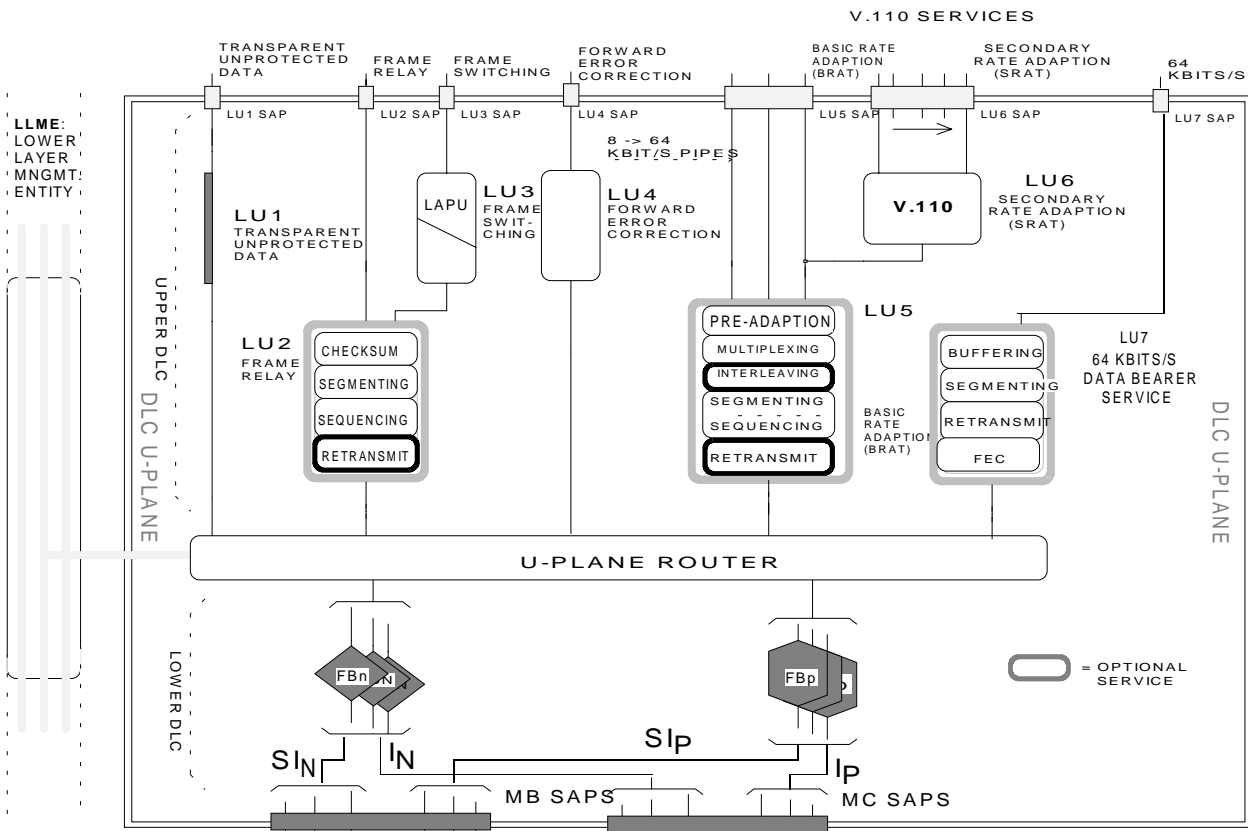 V.110 SERVICES
TRANSPARENT
UNPROTECTED
DATA
FRAME
RELAY
FRAME
SWITCHING
FORWARD
ERROR
CORRECTION
BASIC RATE
ADAPTION
(BRAT)
SECONDARY
RATE ADAPTION
(SRAT)
64
KBITS/S
LU1 SAP
LU2 SAP
LU3 SAP
LU4 SAP
LU5 SAP
LU6 SAP
LU7 SAP
LLME:
LOWER
LAYER
MNGMT.
ENTITY
8 -> 64
KBIT/S PIPES
LU1
TRANSPARENT
UNPROTECTED
DATA
LAPU
LU3
FRAME
SWIT-
CHING
LU4
FORWARD
ERROR
CORRECTION
V.110
LU6
SECONDARY
RATE ADAPTION
(SRAT)
UPPER DLC
DLC U-PLANE
LU2
FRAME
RELAY
CHECKSUM
SEGMENTING
SEQUENCING
RETRANSMIT
PRE-ADAPTION
MULTIPLEXING
INTERLEAVING
SEGMENTING
SEQUENCING
RETRANSMIT
LU5
BASIC
RATE
ADAPTION
(BRAT)
BUFFERING
SEGMENTING
RETRANSMIT
FEC
LU7
64 KBITS/S
DATA BEARER
SERVICE
DLC U-PLANE
U-PLANE ROUTER
LOWER DLC
FBn
N
FBp
= OPTIONAL
SERVICE
SIN
IN
SIP
IP
MB SAPS
MC SAPS